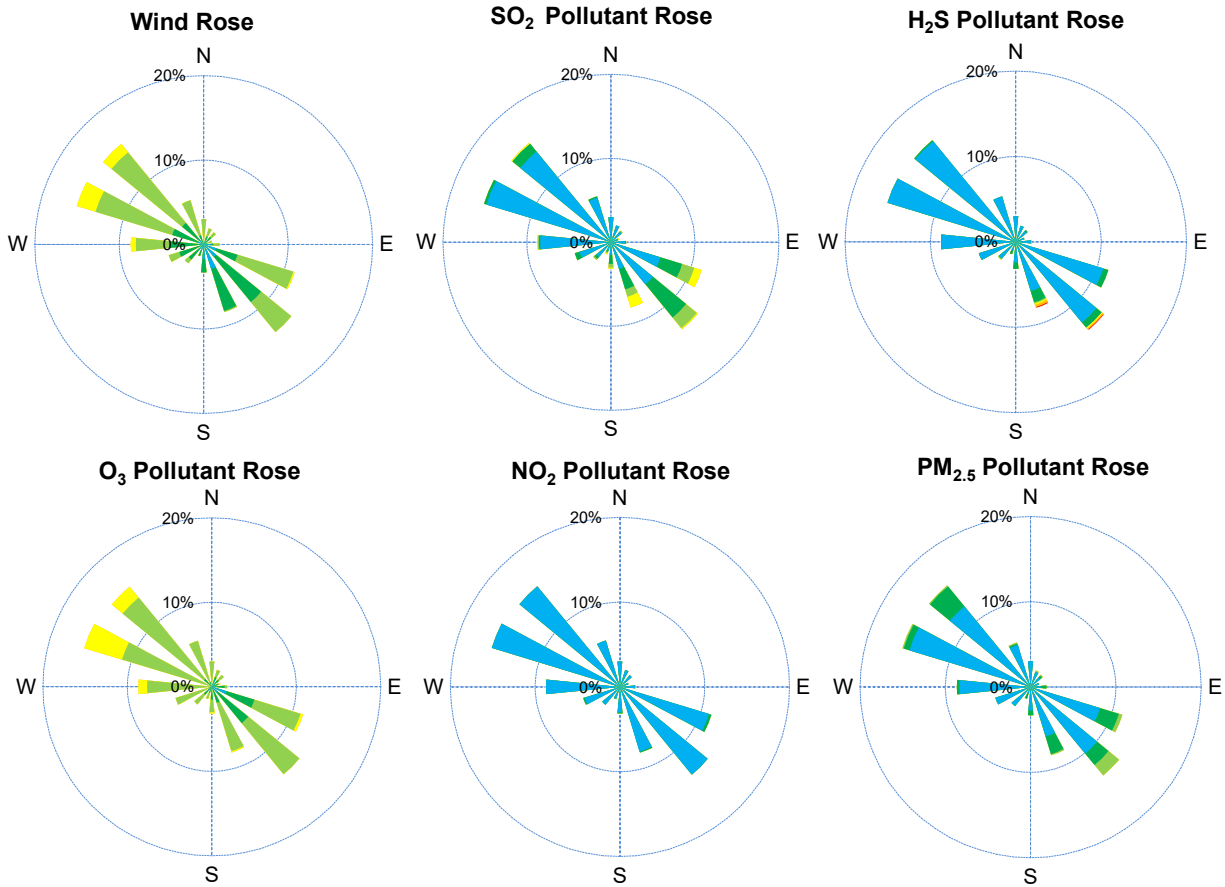 Wind Rose
N
20%
10%
0%
W
E
S
SO₂ Pollutant Rose
N
20%
10%
0%
W
E
S
H₂S Pollutant Rose
N
20%
10%
0%
W
E
S
O₃ Pollutant Rose
N
20%
10%
0%
W
E
S
NO₂ Pollutant Rose
N
20%
10%
0%
W
E
S
PM₂.₅ Pollutant Rose
N
20%
10%
0%
W
E
S